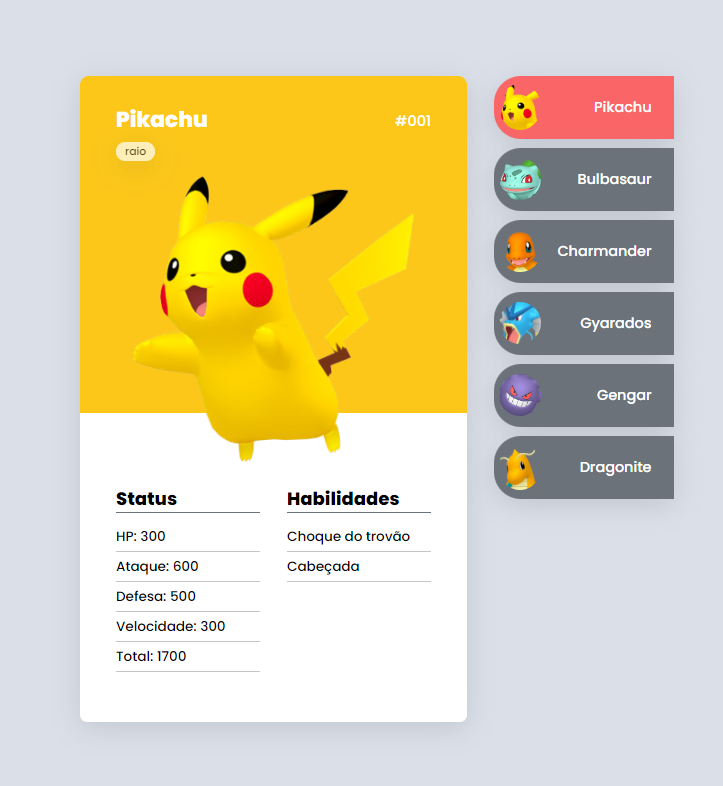 Pikachu
#001
raio
Status
HP: 300
Ataque: 600
Defesa: 500
Velocidade: 300
Total: 1700
Habilidades
Choque do trovão
Cabeçada
Pikachu
Bulbasaur
Charmander
Gyarados
Gengar
Dragonite